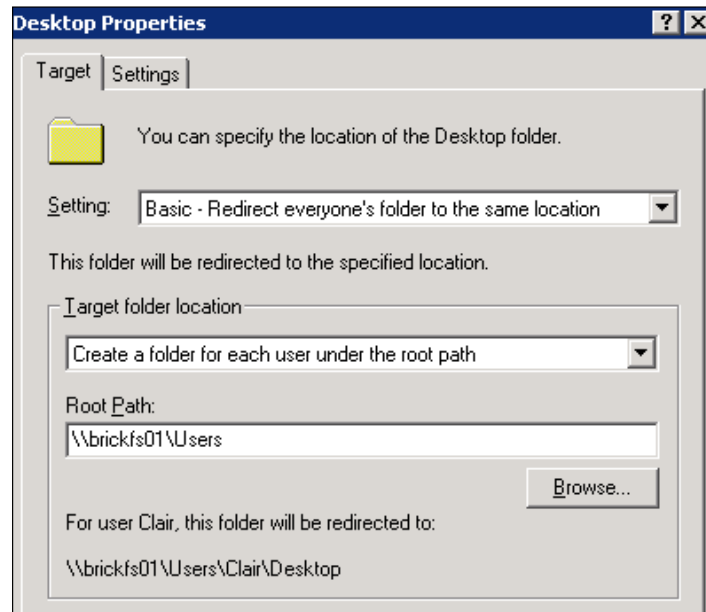 Desktop Properties
Target
Settings
You can specify the location of the Desktop folder.
Setting:
Basic - Redirect everyone's folder to the same location
This folder will be redirected to the specified location.
Target folder location
Create a folder for each user under the root path
Root Path:
\\brickfs01\Users
Browse...
For user Clair, this folder will be redirected to:
\\brickfs01\Users\Clair\Desktop